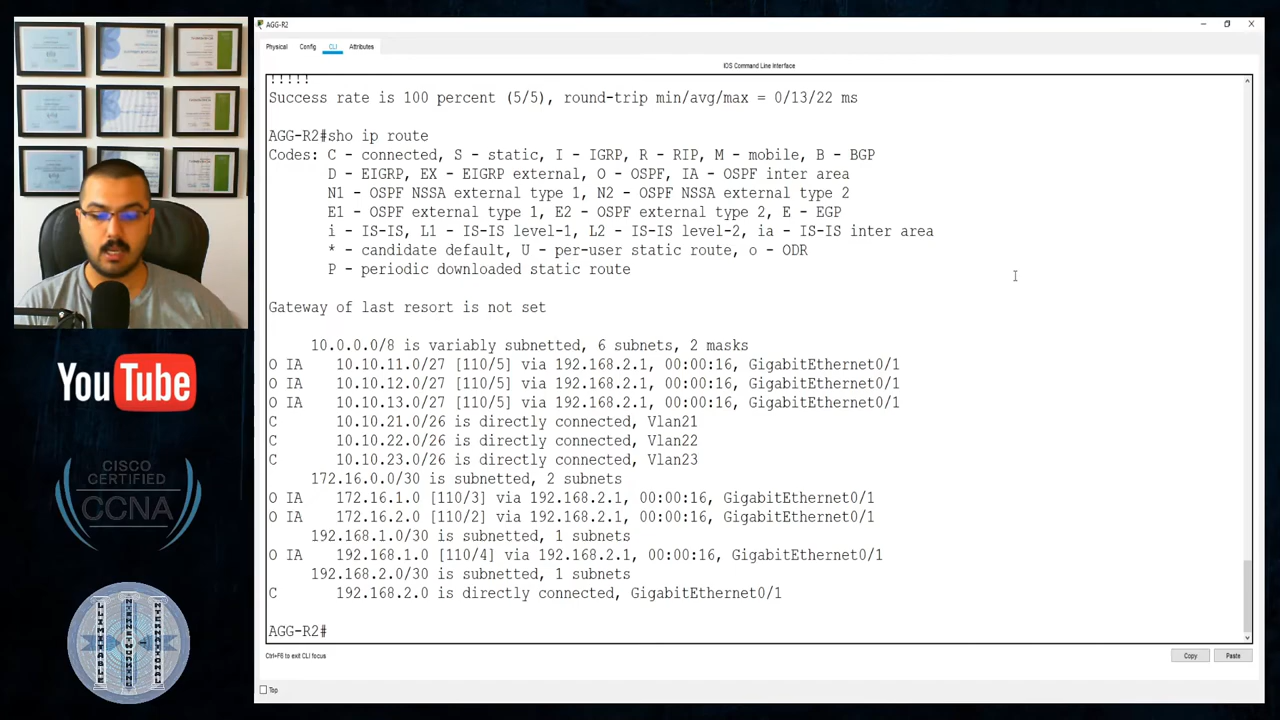 AGG-R2
Physical Config CLI Attributes
IOS Command Line Interface
!!!!!
Success rate is 100 percent (5/5), round-trip min/avg/max = 0/13/22 ms
AGG-R2#sho ip route
Codes: C - connected, S - static, I - IGRP, R - RIP, M - mobile, B - BGP
D - EIGRP, EX - EIGRP external, O - OSPF, IA - OSPF inter area
N1 - OSPF NSSA external type 1, N2 - OSPF NSSA external type 2
E1 - OSPF external type 1, E2 - OSPF external type 2, E - EGP
i - IS-IS, L1 - IS-IS level-1, L2 - IS-IS level-2, ia - IS-IS inter area
* - candidate default, U - per-user static route, o - ODR
P - periodic downloaded static route
Gateway of last resort is not set
10.0.0.0/8 is variably subnetted, 6 subnets, 2 masks
O IA 10.10.11.0/27 [110/5] via 192.168.2.1, 00:00:16, GigabitEthernet0/1
O IA 10.10.12.0/27 [110/5] via 192.168.2.1, 00:00:16, GigabitEthernet0/1
O IA 10.10.13.0/27 [110/5] via 192.168.2.1, 00:00:16, GigabitEthernet0/1
C 10.10.21.0/26 is directly connected, Vlan21
C 10.10.22.0/26 is directly connected, Vlan22
C 10.10.23.0/26 is directly connected, Vlan23
172.16.0.0/30 is subnetted, 2 subnets
O IA 172.16.1.0 [110/3] via 192.168.2.1, 00:00:16, GigabitEthernet0/1
O IA 172.16.2.0 [110/2] via 192.168.2.1, 00:00:16, GigabitEthernet0/1
192.168.1.0/30 is subnetted, 1 subnets
O IA 192.168.1.0 [110/4] via 192.168.2.1, 00:00:16, GigabitEthernet0/1
192.168.2.0/30 is subnetted, 1 subnets
C 192.168.2.0 is directly connected, GigabitEthernet0/1
AGG-R2#
Ctrl+F6 to exit CLI focus
Copy Paste
Top
YouTube
CISCO
CERTIFIED
CCNA
ILLIMITABLE
INTERNETWORKING
INTERNATIONAL